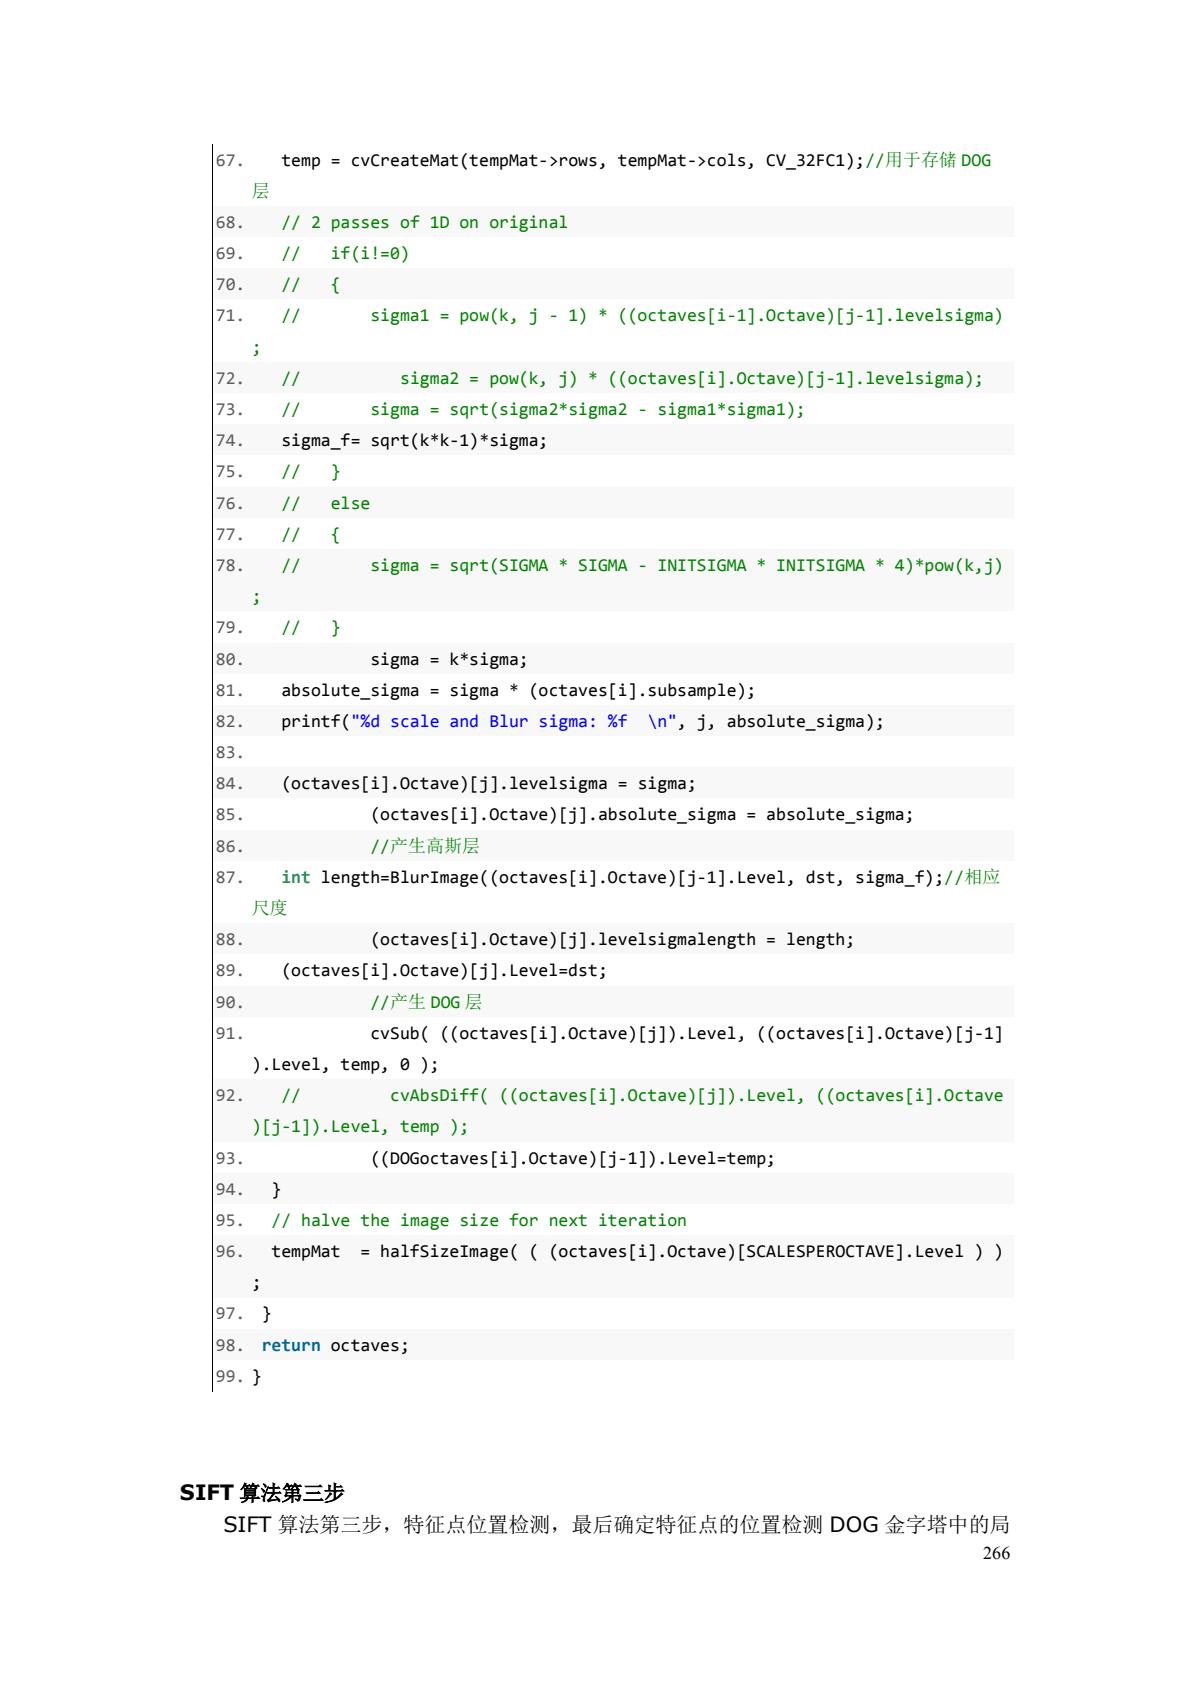 67.    temp = cvCreateMat(tempMat->rows, tempMat->cols, CV_32FC1);//用于存储 DOG
层
68.    // 2 passes of 1D on original
69.    //   if(i!=0)
70.    //   {
71.    //       sigma1 = pow(k, j - 1) * ((octaves[i-1].Octave)[j-1].levelsigma)
;
72.    //          sigma2 = pow(k, j) * ((octaves[i].Octave)[j-1].levelsigma);
73.    //       sigma = sqrt(sigma2*sigma2 - sigma1*sigma1);
74.    sigma_f= sqrt(k*k-1)*sigma;
75.    //   }
76.    //   else
77.    //   {
78.    //       sigma = sqrt(SIGMA * SIGMA - INITSIGMA * INITSIGMA * 4)*pow(k,j)
;
79.    //   }
80.             sigma = k*sigma;
81.    absolute_sigma = sigma * (octaves[i].subsample);
82.    printf("%d scale and Blur sigma: %f  \n", j, absolute_sigma);
83.
84.    (octaves[i].Octave)[j].levelsigma = sigma;
85.             (octaves[i].Octave)[j].absolute_sigma = absolute_sigma;
86.             //产生高斯层
87.    int length=BlurImage((octaves[i].Octave)[j-1].Level, dst, sigma_f);//相应
尺度
88.             (octaves[i].Octave)[j].levelsigmalength = length;
89.    (octaves[i].Octave)[j].Level=dst;
90.             //产生 DOG 层
91.             cvSub( ((octaves[i].Octave)[j]).Level, ((octaves[i].Octave)[j-1]
).Level, temp, 0 );
92.    //         cvAbsDiff( ((octaves[i].Octave)[j]).Level, ((octaves[i].Octave
)[j-1]).Level, temp );
93.             ((DOGoctaves[i].Octave)[j-1]).Level=temp;
94.   }
95.   // halve the image size for next iteration
96.   tempMat  = halfSizeImage( ( (octaves[i].Octave)[SCALESPEROCTAVE].Level ) )
;
97.  }
98.  return octaves;
99. }
SIFT 算法第三步
SIFT 算法第三步，特征点位置检测，最后确定特征点的位置检测 DOG 金字塔中的局
266